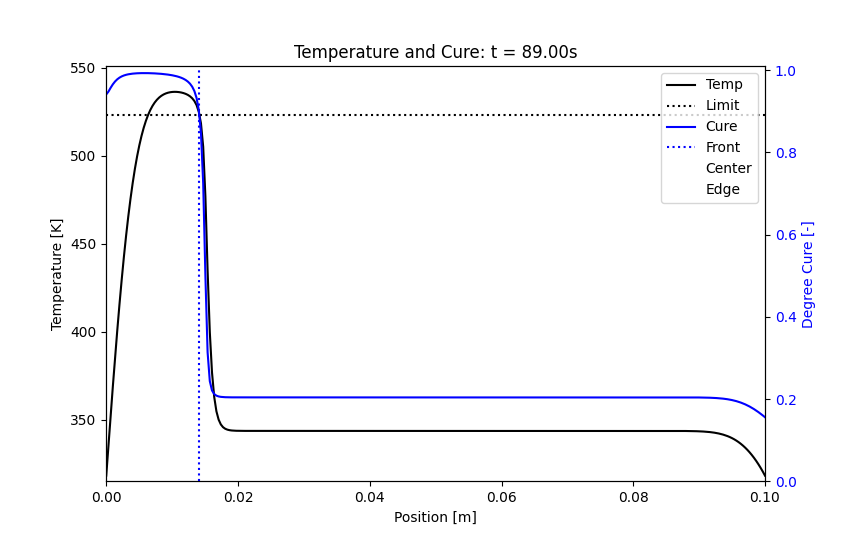 Temperature and Cure: t = 89.00s
Temperature [K]
550
500
450
400
350
Temp
Limit
Cure
Front
Center
Edge
1.0
0.8
0.6
0.4
0.2
0.0
Degree Cure [-]
0.00 0.02 0.04 0.06 0.08 0.10
Position [m]